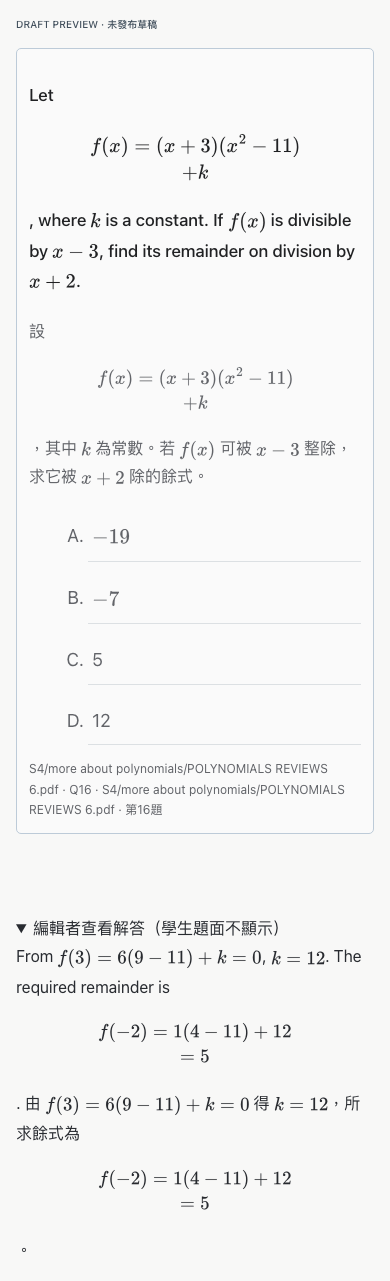 DRAFT PREVIEW · 未發布草稿
Let
f(x) = (x + 3)(x² − 11)
+k
, where k is a constant. If f(x) is divisible
by x − 3, find its remainder on division by
x + 2.
設
f(x) = (x + 3)(x² − 11)
+k
，其中 k 為常數。若 f(x) 可被 x − 3 整除，
求它被 x + 2 除的餘式。
A. −19
B. −7
C. 5
D. 12
S4/more about polynomials/POLYNOMIALS REVIEWS
6.pdf · Q16 · S4/more about polynomials/POLYNOMIALS
REVIEWS 6.pdf · 第16題
▼ 編輯者查看解答（學生題面不顯示）
From f(3) = 6(9 − 11) + k = 0, k = 12. The
required remainder is
f(−2) = 1(4 − 11) + 12
= 5
. 由 f(3) = 6(9 − 11) + k = 0 得 k = 12，所
求餘式為
f(−2) = 1(4 − 11) + 12
= 5
。